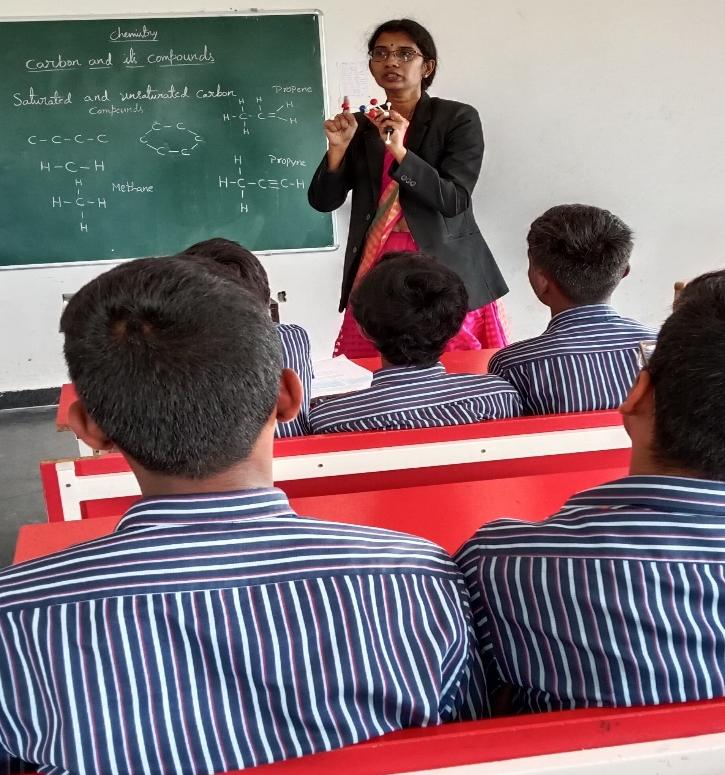 Chemistry
Carbon and its compounds
Saturated and unsaturated Carbon
Compounds
C-C-C-C
C-C
C C
C-C
H-C-H
H
H-C-H
H
Methane
Propene
H H H
H-C-C=C-H
H
Propyne
H
H-C-C≡C-H
H